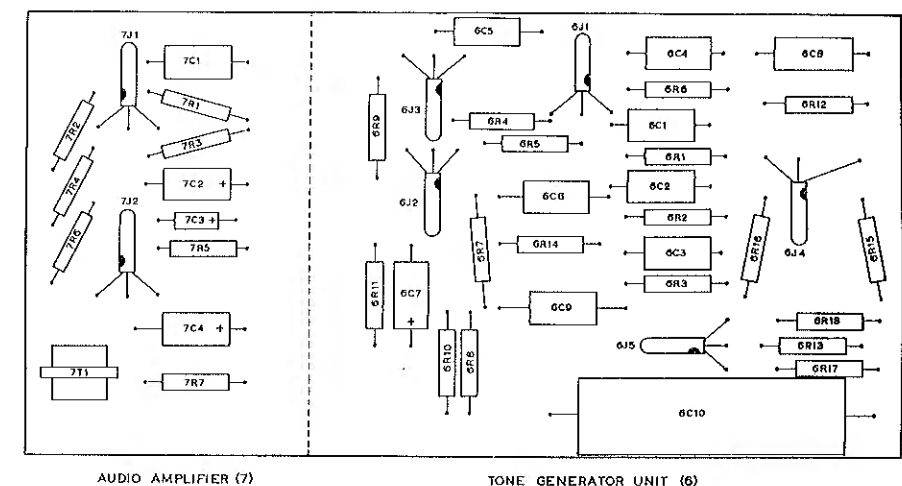 7J1
7C1
7R1
7R2
7R3
7R4
7C2 +
7J2
7C3 +
7R6
7R5
7C4 +
7T1
7R7
6C5
6J1
6C4
6C8
6J3
6R9
6R6
6R12
6R4
6C1
6R5
6R1
6J2
6C6
6C2
6R2
6R7
6R14
6C3
6R16
6J4
6R15
6R11
6C7
+
6R3
6C9
6R10
6R8
6J5
6R18
6R13
6R17
6C10
AUDIO AMPLIFIER (7)
TONE GENERATOR UNIT (6)